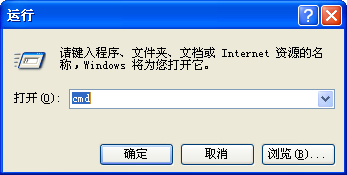 运行
请键入程序、文件夹、文档或 Internet 资源的名
称，Windows 将为您打开它。
打开(O): cmd
确定 取消 浏览(B)...